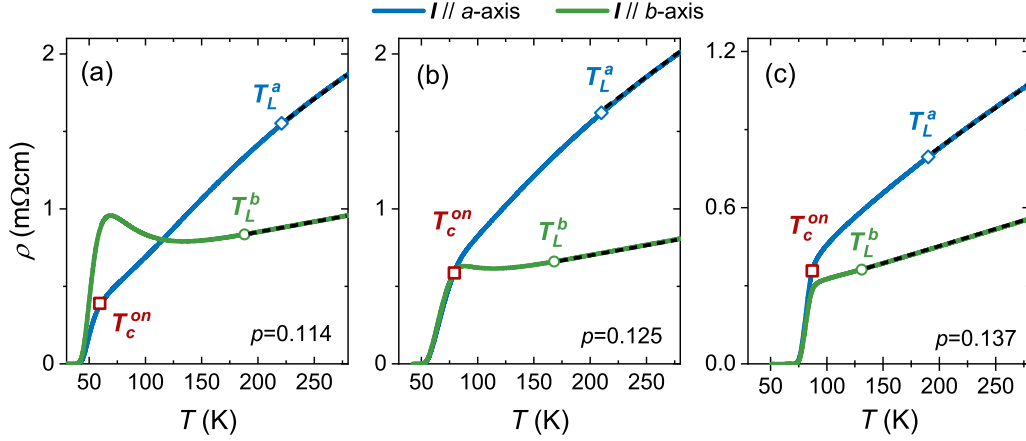 I // a-axis I // b-axis
(a) (b) (c)
ρ (mΩcm)
2
1
0
T_L^a
T_L^b
T_c^on
p=0.114
50 100 150 200 250
T (K)
2
1
0
T_L^a
T_c^on
T_L^b
p=0.125
50 100 150 200 250
T (K)
1.2
0.6
0.0
T_L^a
T_c^on
T_L^b
p=0.137
50 100 150 200 250
T (K)